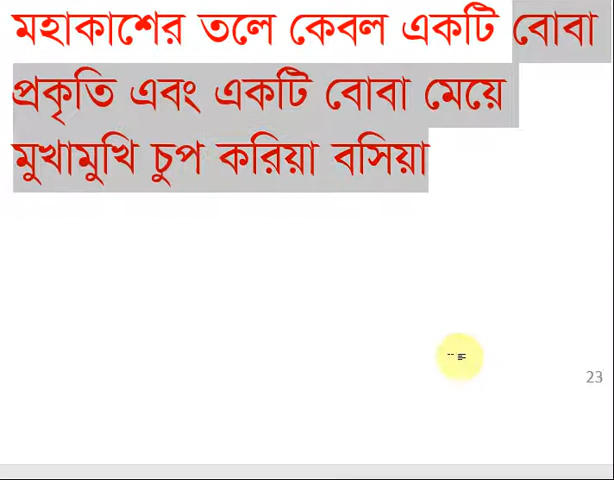 মহাকাশের তলে কেবল একটি বোবা
প্রকৃতি এবং একটি বোবা মেয়ে
মুখামুখি চুপ করিয়া বসিয়া
23